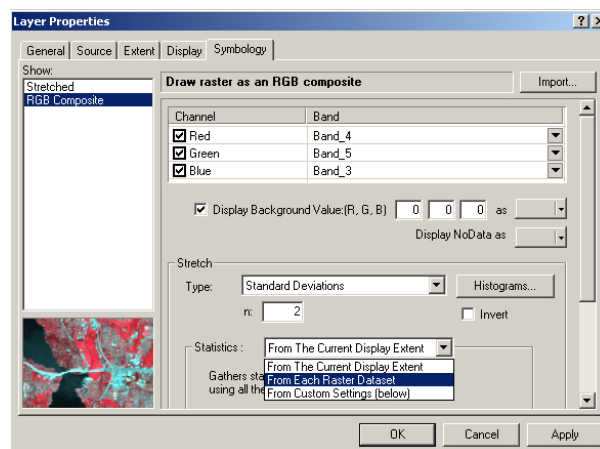 Layer Properties
General Source Extent Display Symbology
Show:
Stretched
RGB Composite
Draw raster as an RGB composite
Import...
Channel Band
Red Band_4
Green Band_5
Blue Band_3
Display Background Value:(R, G, B) 0 0 0 as
Display NoData as
Stretch
Type: Standard Deviations Histograms...
n: 2 Invert
Statistics : From The Current Display Extent
From The Current Display Extent
From Each Raster Dataset
From Custom Settings (below)
Gathers sta
using all the
OK Cancel Apply